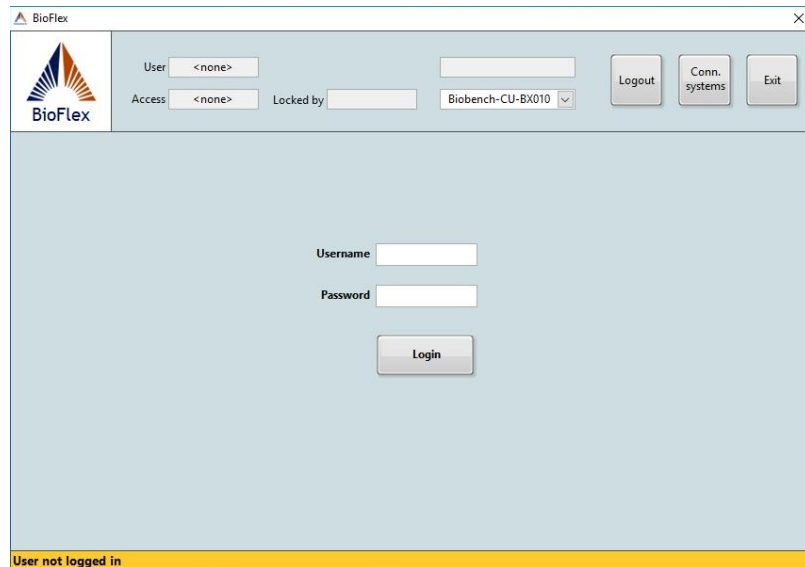 BioFlex
BioFlex
User <none>
Access <none> Locked by Biobench-CU-BX010
Logout
Conn.
systems
Exit
Username
Password
Login
User not logged in